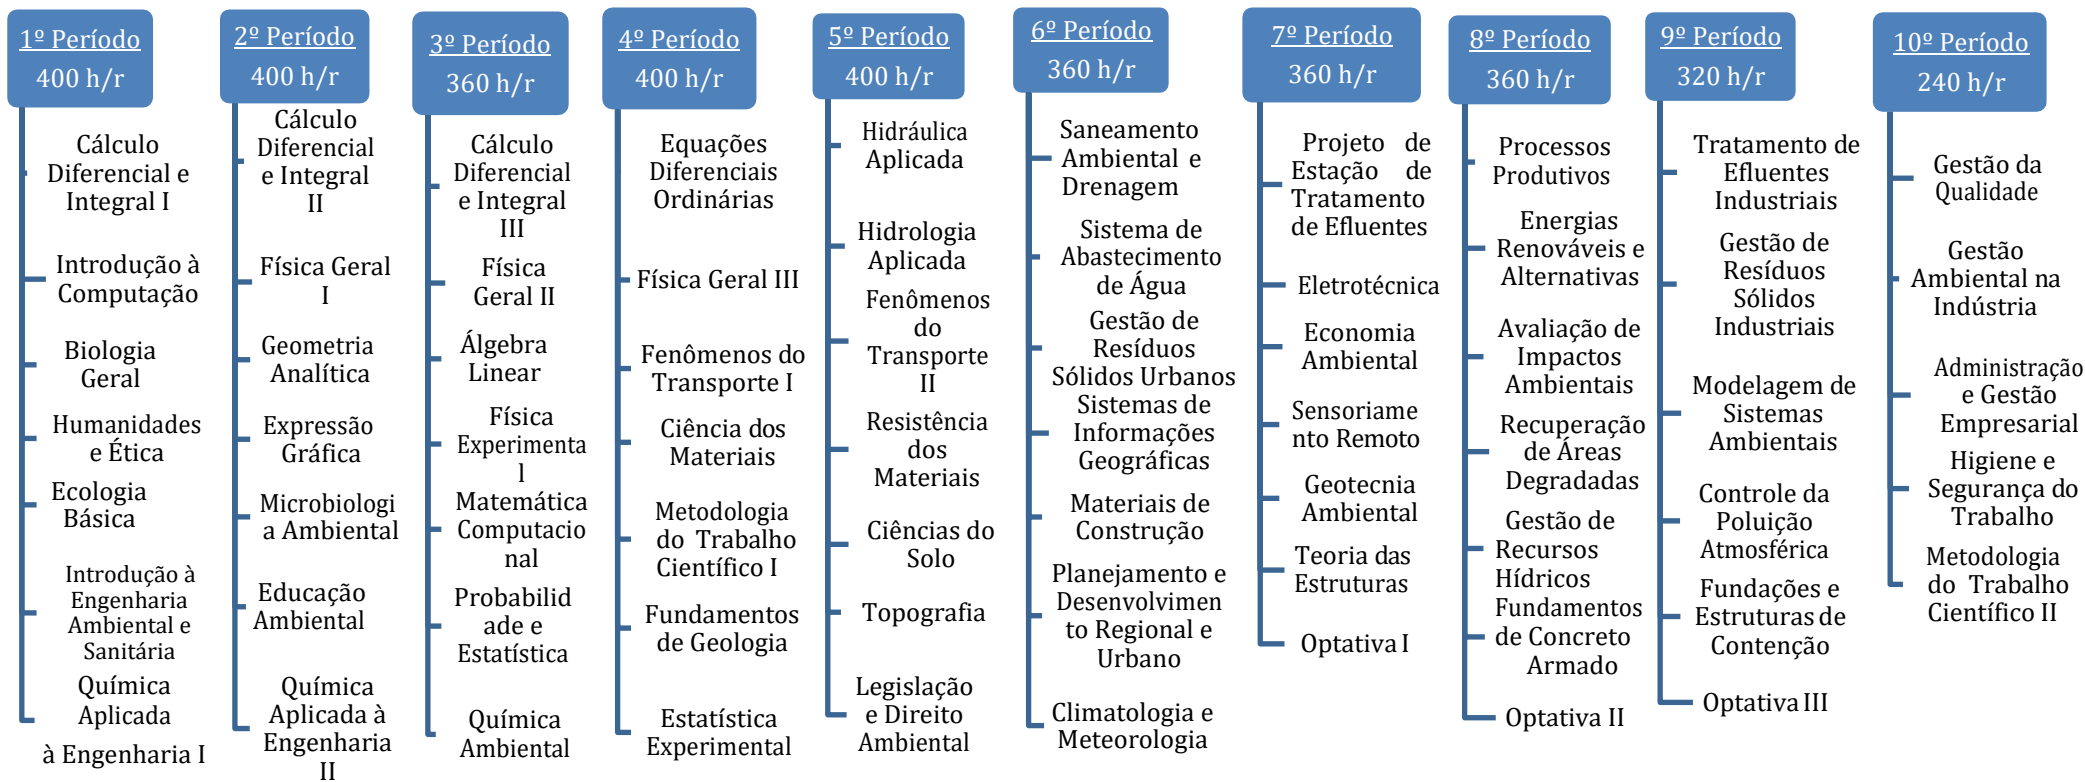 1º Período
400 h/r
Cálculo
Diferencial e
Integral I
Introdução à
Computação
Biologia
Geral
Humanidades
e Ética
Ecologia
Básica
Introdução à
Engenharia
Ambiental e
Sanitária
Química
Aplicada
à Engenharia I
2º Período
400 h/r
Cálculo
Diferencial
e Integral
II
Física Geral
I
Geometria
Analítica
Expressão
Gráfica
Microbiologi
a Ambiental
Educação
Ambiental
Química
Aplicada à
Engenharia
II
3º Período
360 h/r
Cálculo
Diferencial
e Integral
III
Física
Geral II
Álgebra
Linear
Física
Experimenta
l
Matemática
Computacio
nal
Probabilid
ade e
Estatística
Química
Ambiental
4º Período
400 h/r
Equações
Diferenciais
Ordinárias
Física Geral III
Fenômenos do
Transporte I
Ciência dos
Materiais
Metodologia
do Trabalho
Científico I
Fundamentos
de Geologia
Estatística
Experimental
5º Período
400 h/r
Hidráulica
Aplicada
Hidrologia
Aplicada
Fenômenos
do
Transporte
II
Resistência
dos
Materiais
Ciências do
Solo
Topografia
Legislação
e Direito
Ambiental
6º Período
360 h/r
Saneamento
Ambiental e
Drenagem
Sistema de
Abastecimento
de Água
Gestão de
Resíduos
Sólidos Urbanos
Sistemas de
Informações
Geográficas
Materiais de
Construção
Planejamento e
Desenvolvimen
to Regional e
Urbano
Climatologia e
Meteorologia
7º Período
360 h/r
Projeto de
Estação de
Tratamento
de Efluentes
Eletrotécnica
Economia
Ambiental
Sensoriame
nto Remoto
Geotecnia
Ambiental
Teoria das
Estruturas
Optativa I
8º Período
360 h/r
Processos
Produtivos
Energias
Renováveis e
Alternativas
Avaliação de
Impactos
Ambientais
Recuperação
de Áreas
Degradadas
Gestão de
Recursos
Hídricos
Fundamentos
de Concreto
Armado
Optativa II
9º Período
320 h/r
Tratamento de
Efluentes
Industriais
Gestão de
Resíduos
Sólidos
Industriais
Modelagem de
Sistemas
Ambientais
Controle da
Poluição
Atmosférica
Fundações e
Estruturas de
Contenção
Optativa III
10º Período
240 h/r
Gestão da
Qualidade
Gestão
Ambiental na
Indústria
Administração
e Gestão
Empresarial
Higiene e
Segurança do
Trabalho
Metodologia
do Trabalho
Científico II